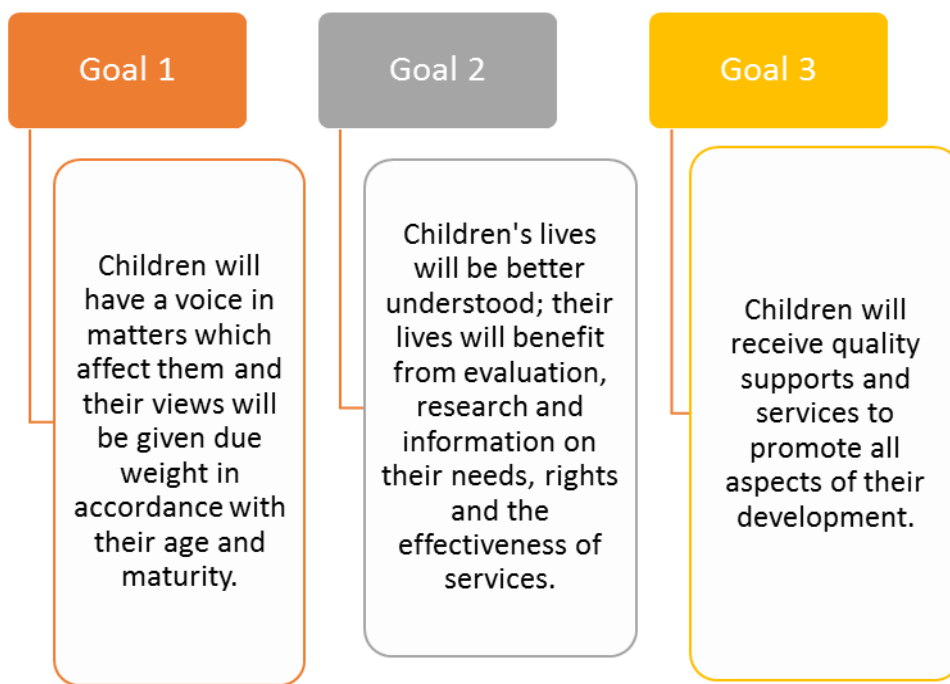 Goal 1
Children will
have a voice in
matters which
affect them and
their views will
be given due
weight in
accordance with
their age and
maturity.
Goal 2
Children's lives
will be better
understood; their
lives will benefit
from evaluation,
research and
information on
their needs, rights
and the
effectiveness of
services.
Goal 3
Children will
receive quality
supports and
services to
promote all
aspects of their
development.